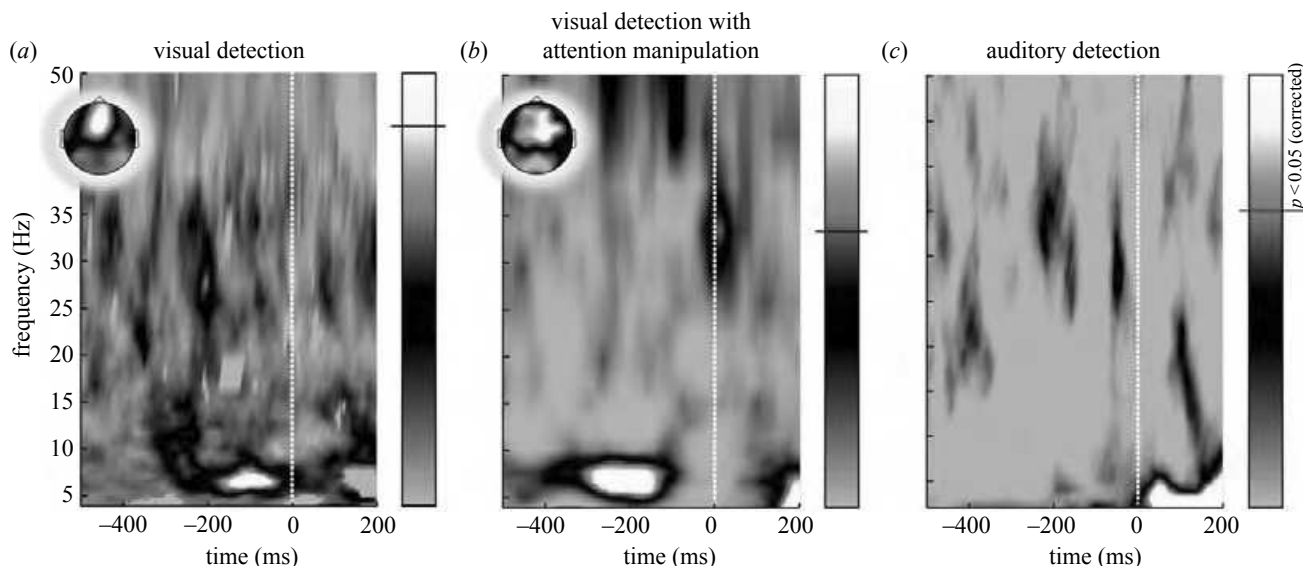 (a) visual detection
(b) visual detection with
attention manipulation
(c) auditory detection
frequency (Hz)
50
35
30
25
20
15
10
5
–400 –200 0 200
time (ms)
–400 –200 0 200
time (ms)
–400 –200 0 200
time (ms)
p < 0.05 (corrected)